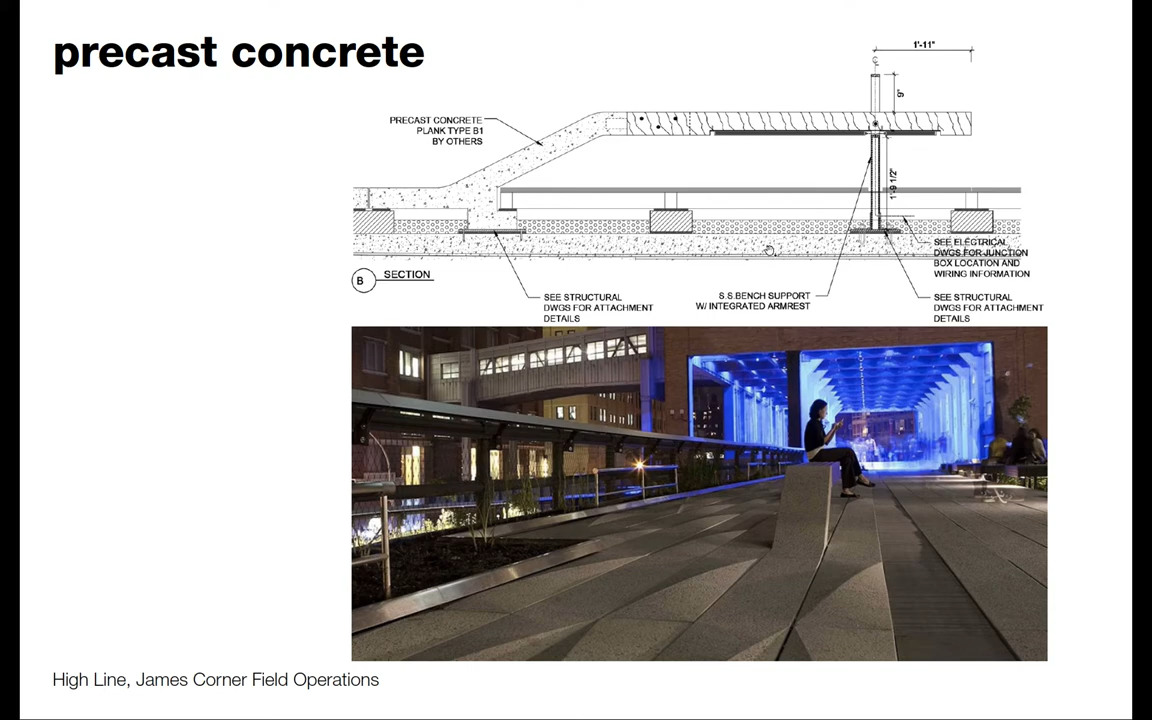 precast concrete
1'-11"
9"
PRECAST CONCRETE
PLANK TYPE B1
BY OTHERS
1'-9 1/2"
SEE ELECTRICAL
DWGS FOR JUNCTION
BOX LOCATION AND
WIRING INFORMATION
B SECTION
SEE STRUCTURAL
DWGS FOR ATTACHMENT
DETAILS
S.S.BENCH SUPPORT
W/ INTEGRATED ARMREST
SEE STRUCTURAL
DWGS FOR ATTACHMENT
DETAILS
High Line, James Corner Field Operations